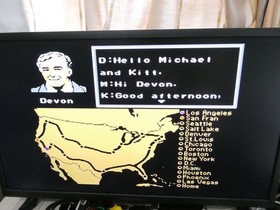 D:Hello Michael
and Kitt.
M:Hi Devon.
K:Good afternoon,
Devon
Los Angeles
San Fran
Seattle
Salt Lake
Denver
St Louis
Chicago
Toronto
Boston
New York
D.C.
Miami
Houston
Phoenix
Las Vegas
Home